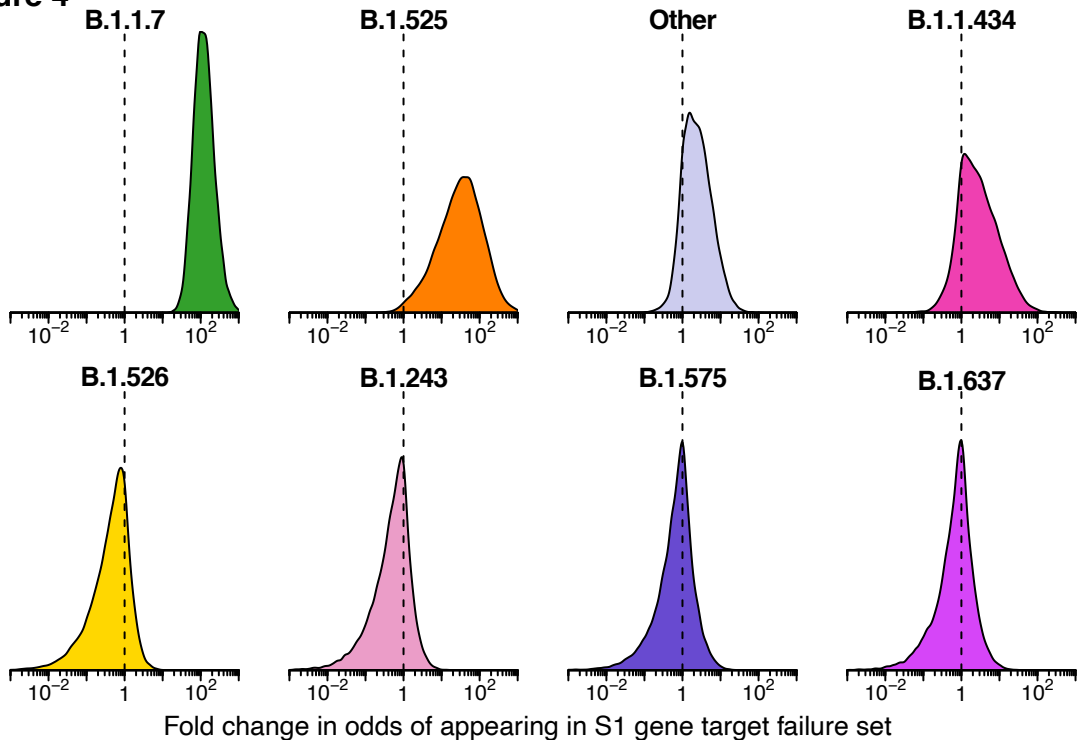 B.1.1.7 B.1.525 Other B.1.1.434
10⁻² 1 10² 10⁻² 1 10² 10⁻² 1 10² 10⁻² 1 10²
B.1.526 B.1.243 B.1.575 B.1.637
10⁻² 1 10² 10⁻² 1 10² 10⁻² 1 10² 10⁻² 1 10²
Fold change in odds of appearing in S1 gene target failure set